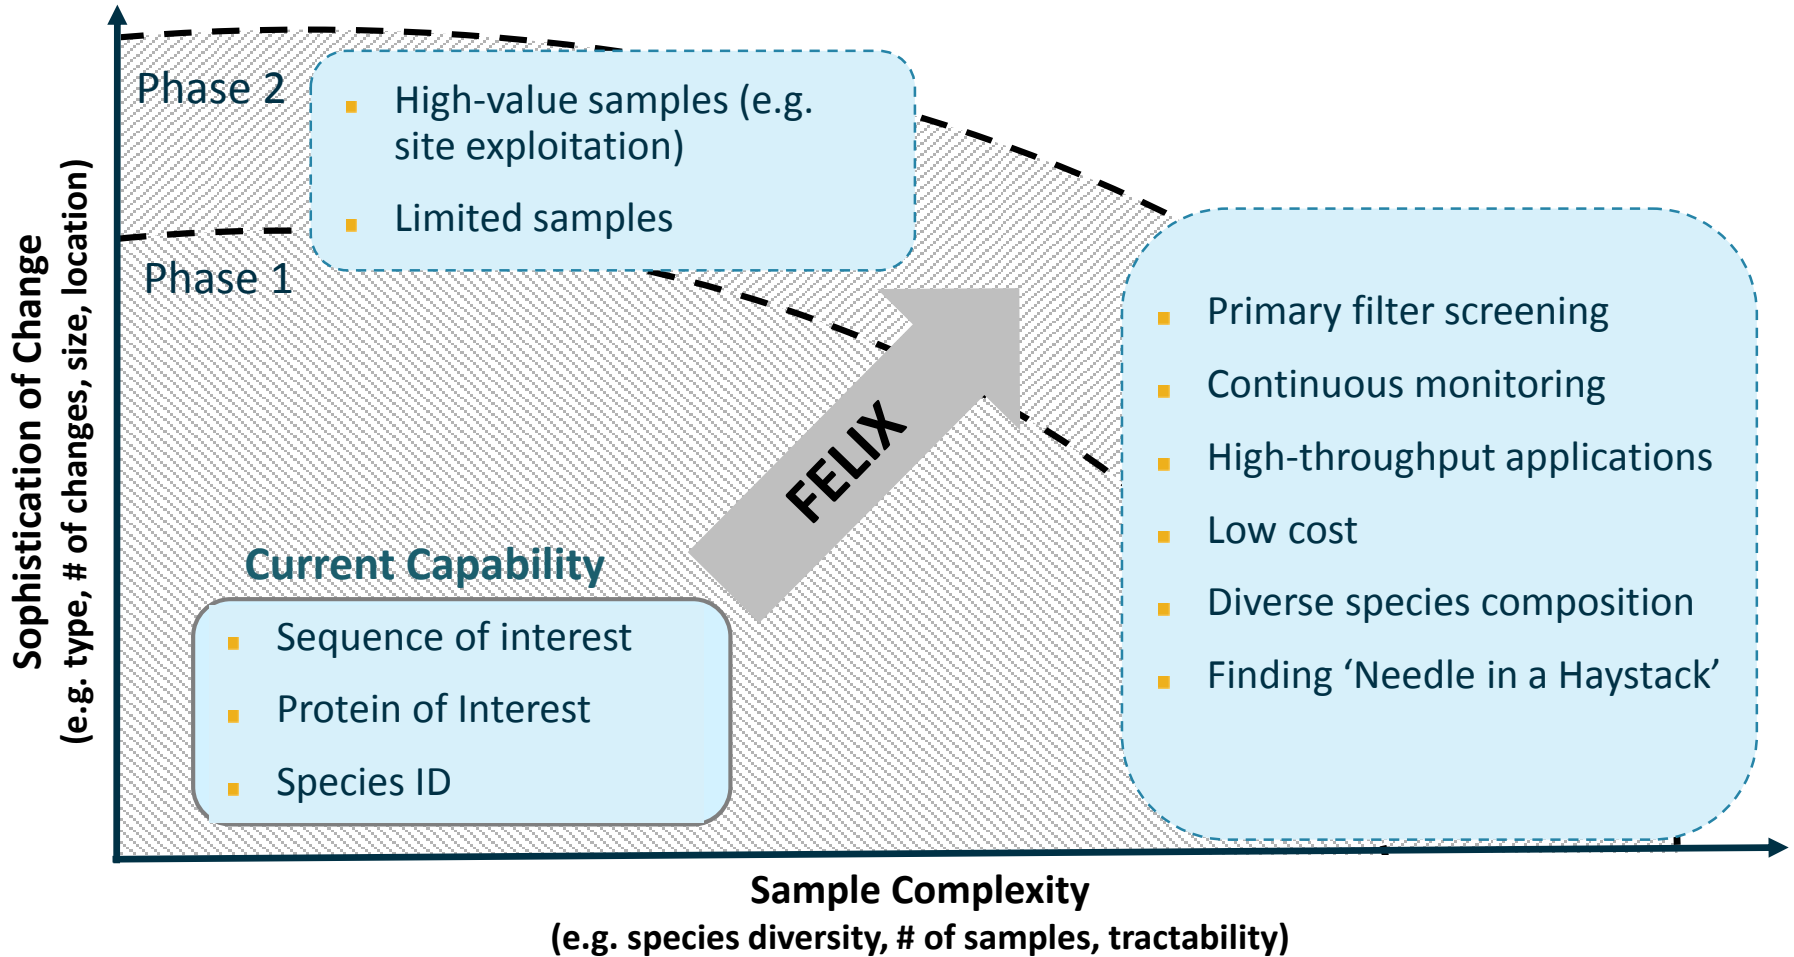 Phase 2
High-value samples (e.g.
site exploitation)
Limited samples
Phase 1
Sophistication of Change
(e.g. type, # of changes, size, location)
FELIX
Primary filter screening
Continuous monitoring
High-throughput applications
Low cost
Diverse species composition
Finding ‘Needle in a Haystack’
Current Capability
Sequence of interest
Protein of Interest
Species ID
Sample Complexity
(e.g. species diversity, # of samples, tractability)